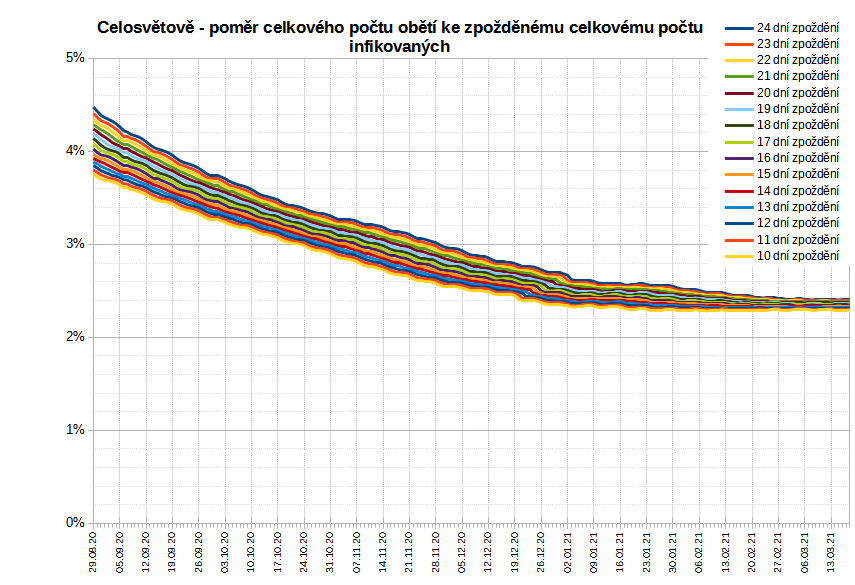 Celosvětově - poměr celkového počtu obětí ke zpožděnému celkovému počtu
infikovaných
24 dní zpoždění
23 dní zpoždění
22 dní zpoždění
21 dní zpoždění
20 dní zpoždění
19 dní zpoždění
18 dní zpoždění
17 dní zpoždění
16 dní zpoždění
15 dní zpoždění
14 dní zpoždění
13 dní zpoždění
12 dní zpoždění
11 dní zpoždění
10 dní zpoždění
5%
4%
3%
2%
1%
0%
29.08.20
05.09.20
12.09.20
19.09.20
26.09.20
03.10.20
10.10.20
17.10.20
24.10.20
31.10.20
07.11.20
14.11.20
21.11.20
28.11.20
05.12.20
12.12.20
19.12.20
26.12.20
02.01.21
09.01.21
16.01.21
23.01.21
30.01.21
06.02.21
13.02.21
20.02.21
27.02.21
06.03.21
13.03.21